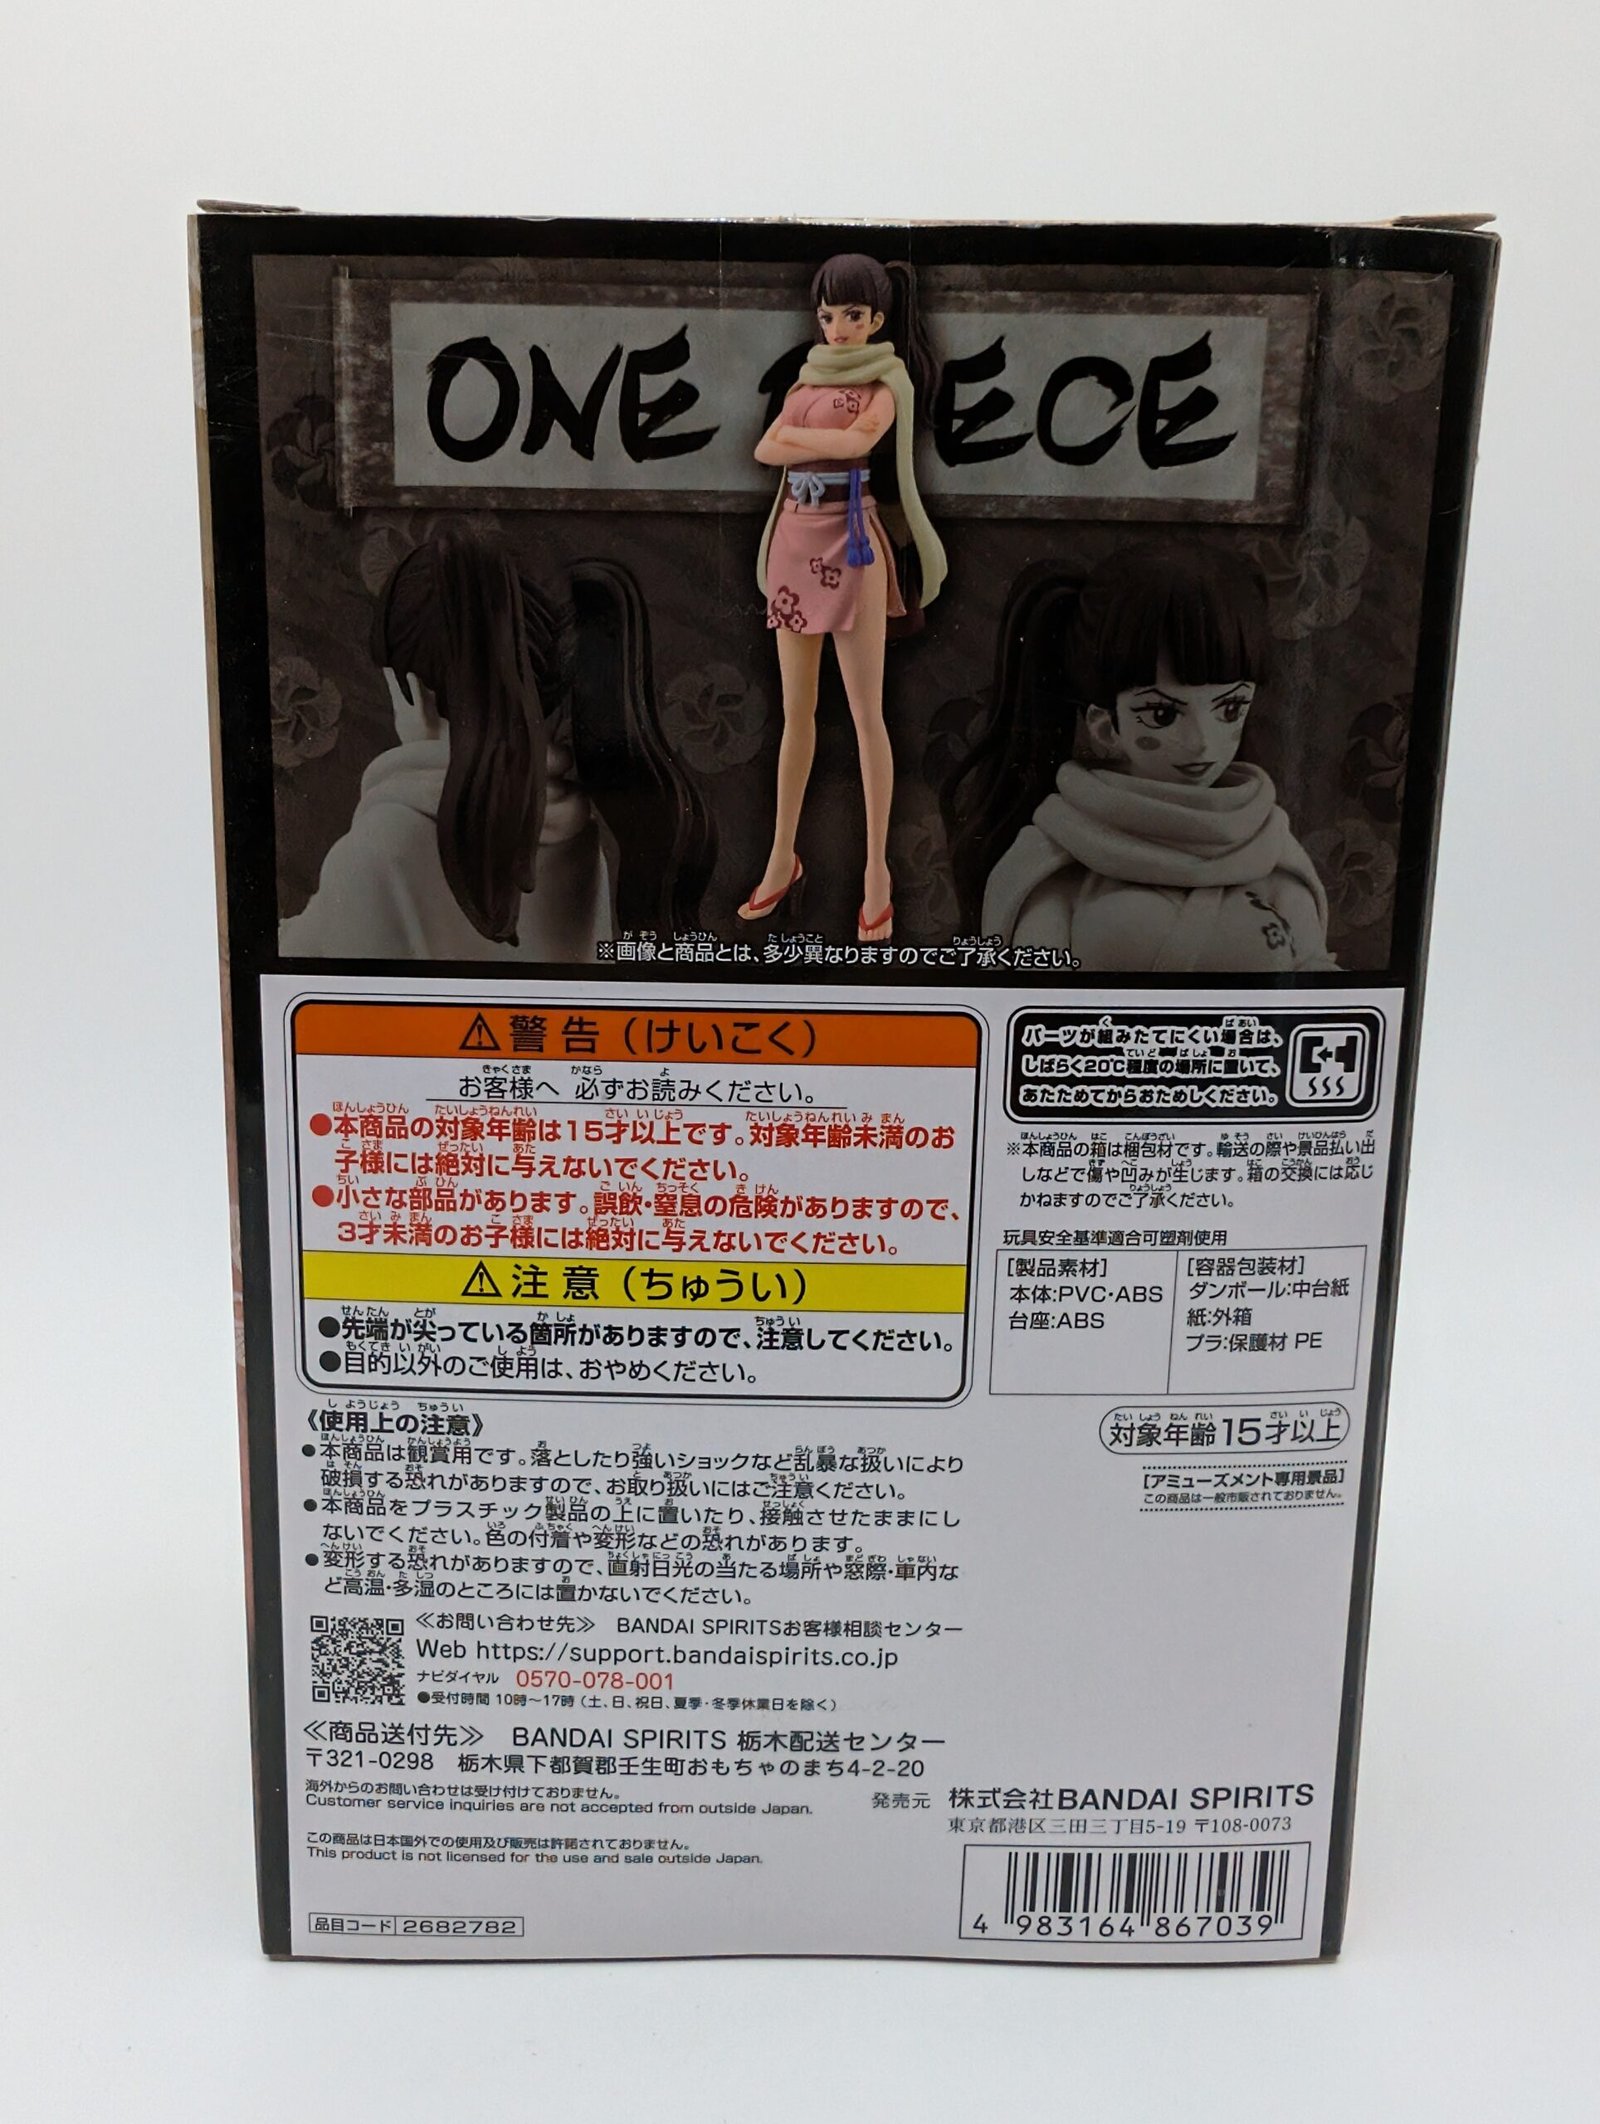 ONE PIECE
※画像と商品とは、多少異なりますのでご了承ください。
⚠警告（けいこく）
お客様へ 必ずお読みください。
●本商品の対象年齢は15才以上です。対象年齢未満のお
子様には絶対に与えないでください。
●小さな部品があります。誤飲・窒息の危険がありますので、
3才未満のお子様には絶対に与えないでください。
⚠注意（ちゅうい）
●先端が尖っている箇所がありますので、注意してください。
●目的以外のご使用は、おやめください。
《使用上の注意》
●本商品は観賞用です。落としたり強いショックなど乱暴な扱いにより
破損する恐れがありますので、お取り扱いにはご注意ください。
●本商品をプラスチック製品の上に置いたり、接触させたままにし
ないでください。色の付着や変形などの恐れがあります。
●変形する恐れがありますので、直射日光の当たる場所や窓際・車内な
ど高温・多湿のところには置かないでください。
≪お問い合わせ先≫ BANDAI SPIRITSお客様相談センター
Web https://support.bandaispirits.co.jp
ナビダイヤル 0570-078-001
●受付時間 10時～17時（土、日、祝日、夏季・冬季休業日を除く）
≪商品送付先≫ BANDAI SPIRITS 栃木配送センター
〒321-0298 栃木県下都賀郡壬生町おもちゃのまち4-2-20
海外からのお問い合わせは受け付けておりません。
Customer service inquiries are not accepted from outside Japan.
この商品は日本国外での使用及び販売は許諾されておりません。
This product is not licensed for the use and sale outside Japan.
品目コード 2682782
パーツが組みたてにくい場合は、
しばらく20℃程度の場所に置いて、
あたためてからおためしください。
※本商品の箱は梱包材です。輸送の際や景品払い出
しなどで傷や凹みが生じます。箱の交換には応じ
かねますのでご了承ください。
玩具安全基準適合可塑剤使用
[製品素材]
本体:PVC・ABS
台座:ABS
[容器包装材]
ダンボール:中台紙
紙:外箱
プラ:保護材 PE
対象年齢15才以上
[アミューズメント専用景品]
この商品は一般市販されておりません。
発売元 株式会社BANDAI SPIRITS
東京都港区三田三丁目5-19 〒108-0073
4 983164 867039